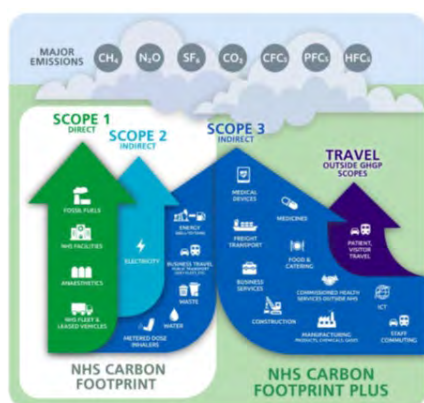 MAJOR
EMISSIONS
CH₄
N₂O
SF₆
CO₂
CFCₛ
PFCₛ
HFCₛ
SCOPE 1
DIRECT
SCOPE 2
INDIRECT
SCOPE 3
INDIRECT
TRAVEL
OUTSIDE GHGP
SCOPES
FOSSIL FUELS
NHS FACILITIES
ANAESTHETICS
NHS FLEET &
LEASED VEHICLES
ELECTRICITY
ENERGY
BUSINESS TRAVEL
WASTE
WATER
METERED DOSE
INHALERS
MEDICAL
DEVICES
MEDICINES
FREIGHT
TRANSPORT
FOOD &
CATERING
BUSINESS
SERVICES
COMMISSIONED HEALTH
SERVICES OUTSIDE NHS
CONSTRUCTION
MANUFACTURING
ICT
STAFF
COMMUTING
PATIENT,
VISITOR
TRAVEL
NHS CARBON
FOOTPRINT
NHS CARBON
FOOTPRINT PLUS